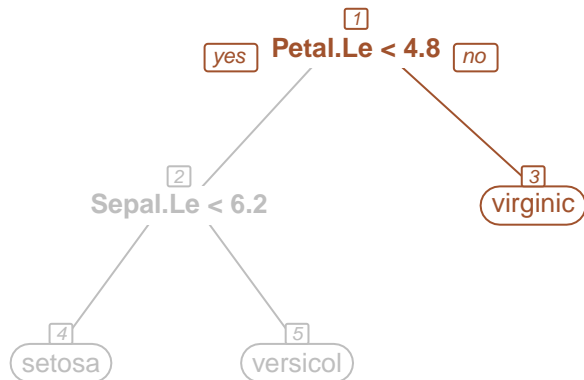 1
yes Petal.Le < 4.8 no
2
Sepal.Le < 6.2
3
virginic
4
setosa
5
versicol